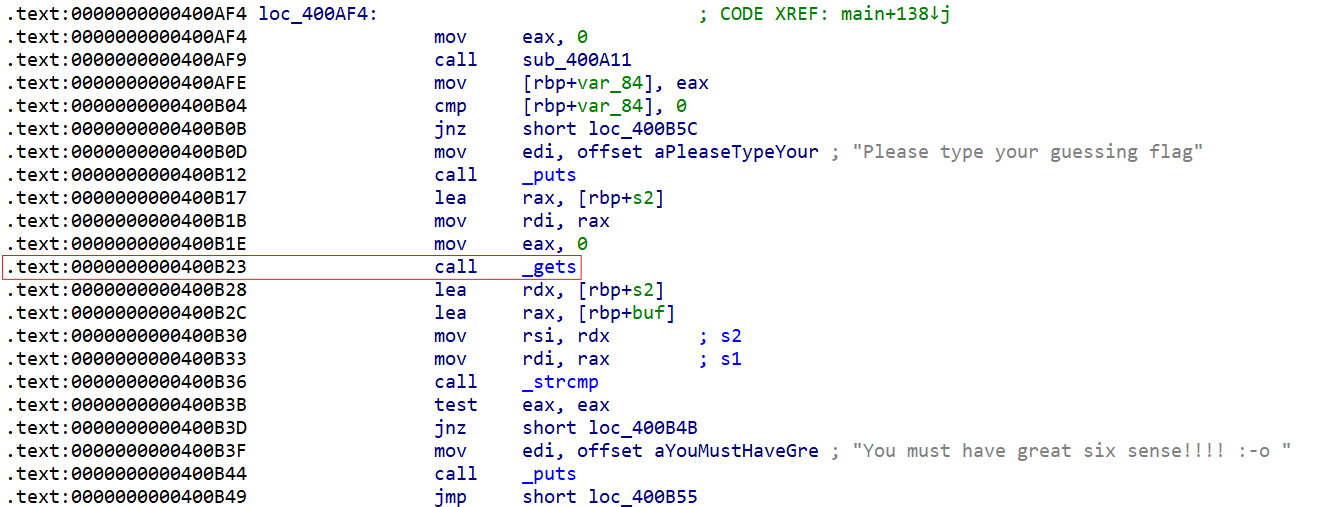 .text:0000000000400AF4 loc_400AF4: ; CODE XREF: main+138↓j
.text:0000000000400AF4 mov eax, 0
.text:0000000000400AF9 call sub_400A11
.text:0000000000400AFE mov [rbp+var_84], eax
.text:0000000000400B04 cmp [rbp+var_84], 0
.text:0000000000400B0B jnz short loc_400B5C
.text:0000000000400B0D mov edi, offset aPleaseTypeYour ; "Please type your guessing flag"
.text:0000000000400B12 call _puts
.text:0000000000400B17 lea rax, [rbp+s2]
.text:0000000000400B1B mov rdi, rax
.text:0000000000400B1E mov eax, 0
.text:0000000000400B23 call _gets
.text:0000000000400B28 lea rdx, [rbp+s2]
.text:0000000000400B2C lea rax, [rbp+buf]
.text:0000000000400B30 mov rsi, rdx ; s2
.text:0000000000400B33 mov rdi, rax ; s1
.text:0000000000400B36 call _strcmp
.text:0000000000400B3B test eax, eax
.text:0000000000400B3D jnz short loc_400B4B
.text:0000000000400B3F mov edi, offset aYouMustHaveGre ; "You must have great six sense!!!! :-o "
.text:0000000000400B44 call _puts
.text:0000000000400B49 jmp short loc_400B55